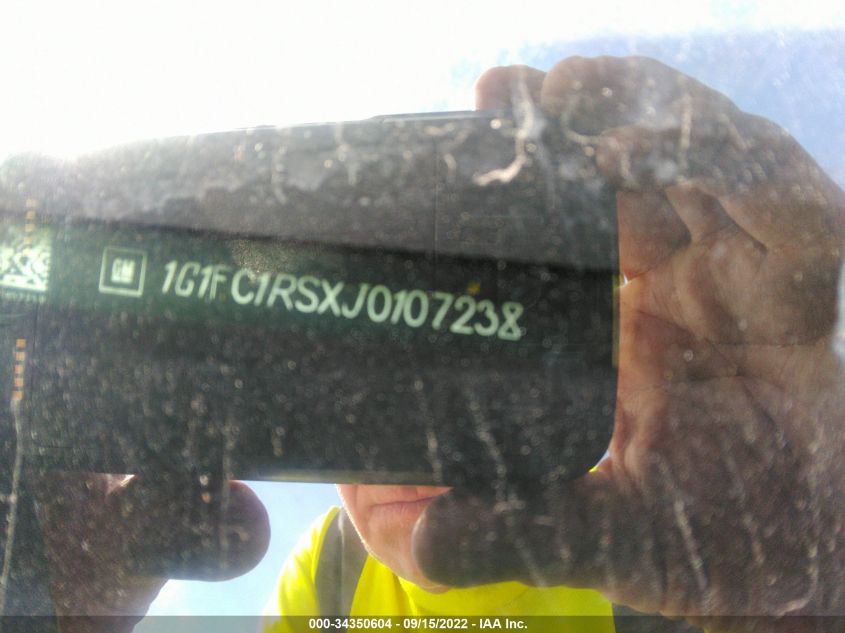 GM 1G1FC1RSXJ0107238
000-34350604 - 09/15/2022 - IAA Inc.